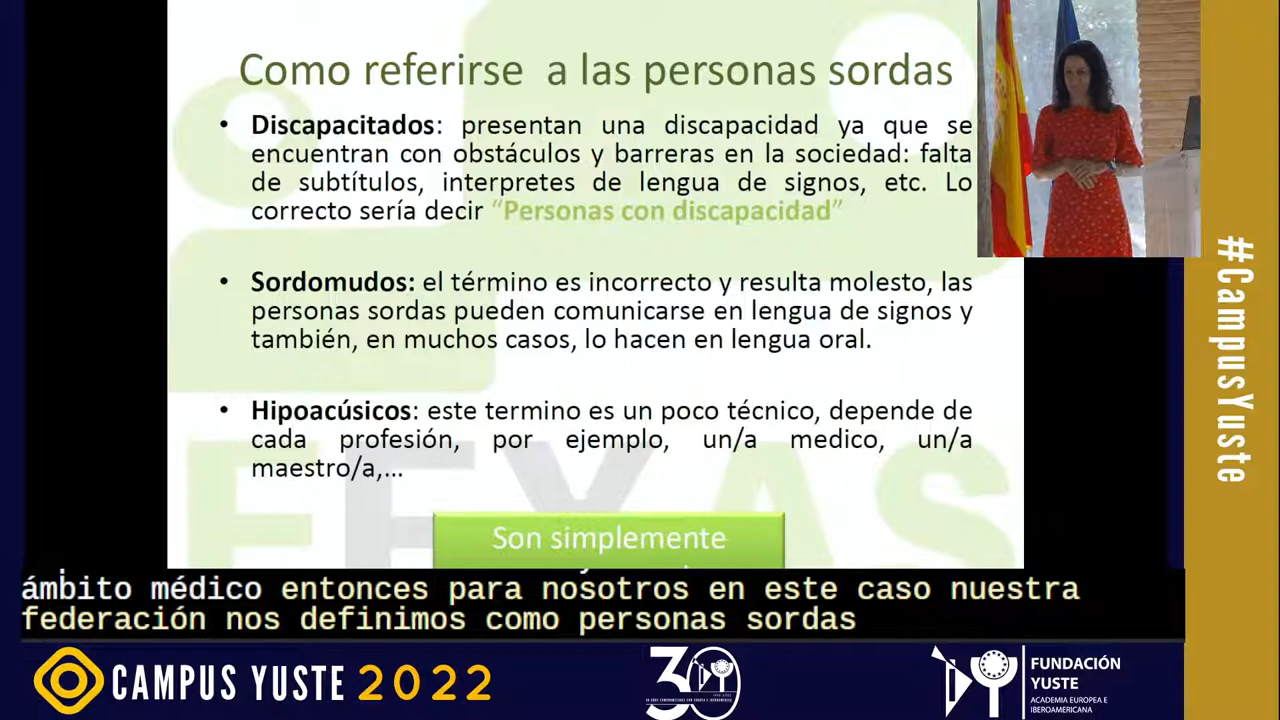 Como referirse a las personas sordas
• Discapacitados: presentan una discapacidad ya que se
encuentran con obstáculos y barreras en la sociedad: falta
de subtítulos, interpretes de lengua de signos, etc. Lo
correcto sería decir “Personas con discapacidad”
• Sordomudos: el término es incorrecto y resulta molesto, las
personas sordas pueden comunicarse en lengua de signos y
también, en muchos casos, lo hacen en lengua oral.
• Hipoacúsicos: este termino es un poco técnico, depende de
cada profesión, por ejemplo, un/a medico, un/a
maestro/a,...
Son simplemente
FEXAS
ámbito médico entonces para nosotros en este caso nuestra
federación nos definimos como personas sordas
#CampusYuste
CAMPUS YUSTE 2022
30
FUNDACIÓN
YUSTE
ACADEMIA EUROPEA E
IBEROAMERICANA